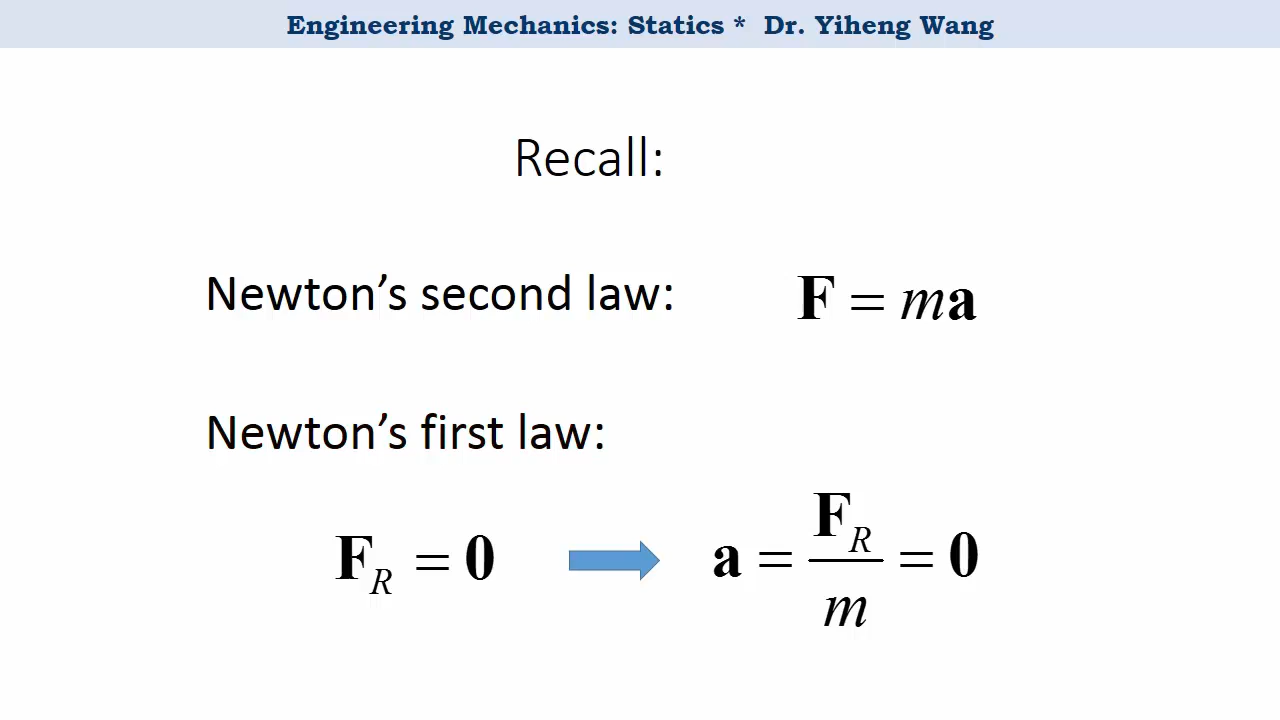 Engineering Mechanics: Statics *  Dr. Yiheng Wang
Recall:
Newton’s second law: F = ma
Newton’s first law:
F_R = 0    a = F_R / m = 0